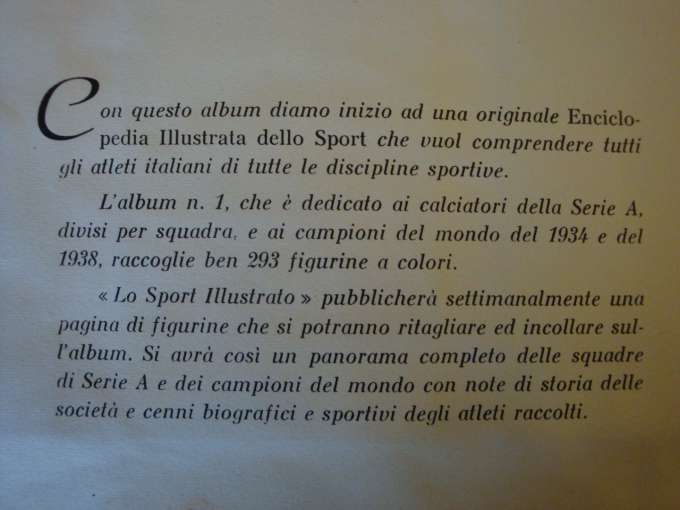 Con questo album diamo inizio ad una originale Enciclo-
pedia Illustrata dello Sport che vuol comprendere tutti
gli atleti italiani di tutte le discipline sportive.
L'album n. 1, che è dedicato ai calciatori della Serie A,
divisi per squadra, e ai campioni del mondo del 1934 e del
1938, raccoglie ben 293 figurine a colori.
« Lo Sport Illustrato » pubblicherà settimanalmente una
pagina di figurine che si potranno ritagliare ed incollare sul-
l'album. Si avrà così un panorama completo delle squadre
di Serie A e dei campioni del mondo con note di storia delle
società e cenni biografici e sportivi degli atleti raccolti.